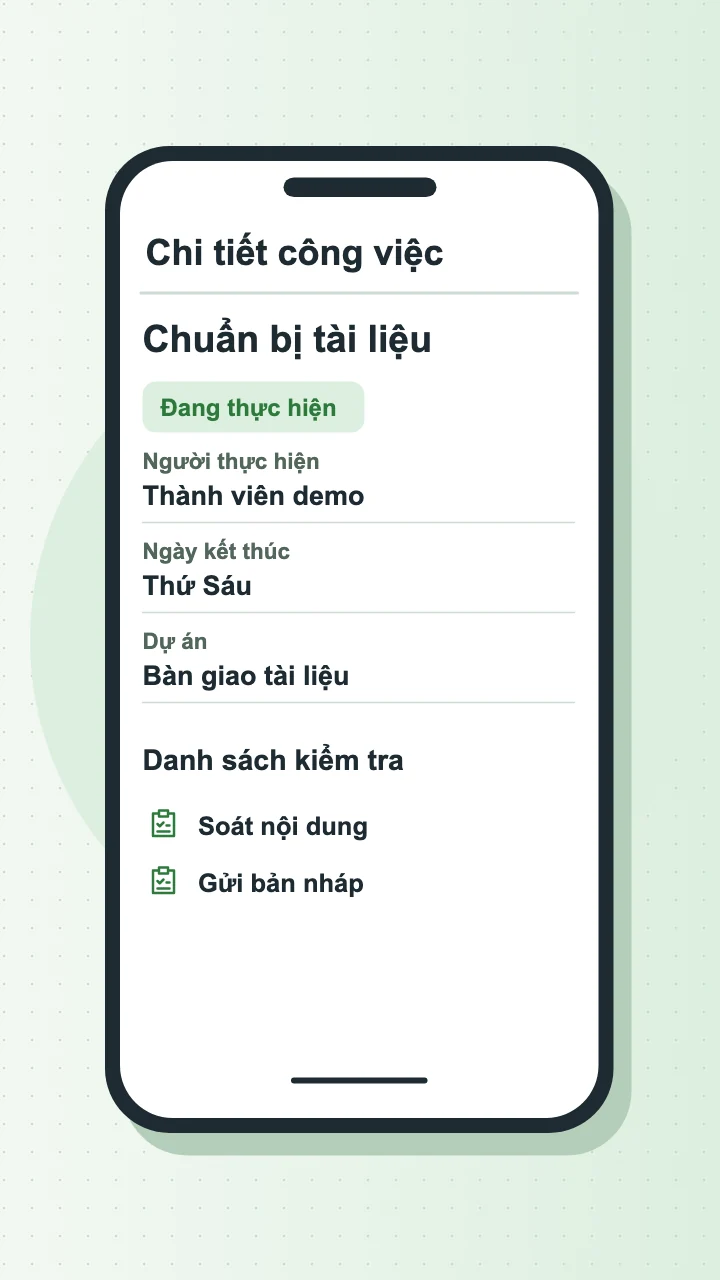 Chi tiết công việc
Chuẩn bị tài liệu
Đang thực hiện
Người thực hiện
Thành viên demo
Ngày kết thúc
Thứ Sáu
Dự án
Bàn giao tài liệu
Danh sách kiểm tra
Soát nội dung
Gửi bản nháp